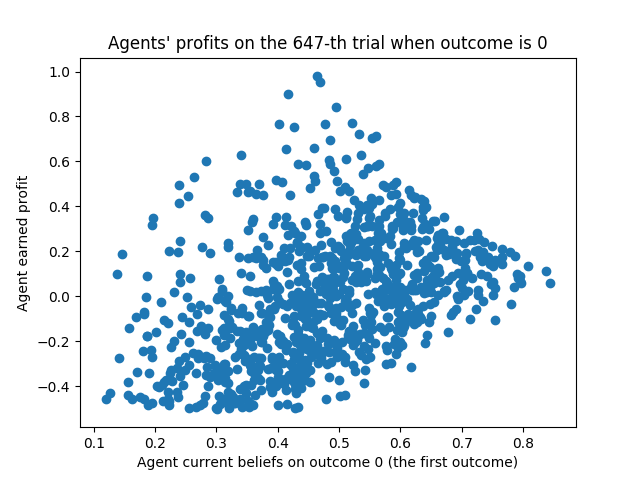 Agents' profits on the 647-th trial when outcome is 0
1.0
0.8
0.6
0.4
0.2
0.0
−0.2
−0.4
Agent earned profit
0.1 0.2 0.3 0.4 0.5 0.6 0.7 0.8
Agent current beliefs on outcome 0 (the first outcome)